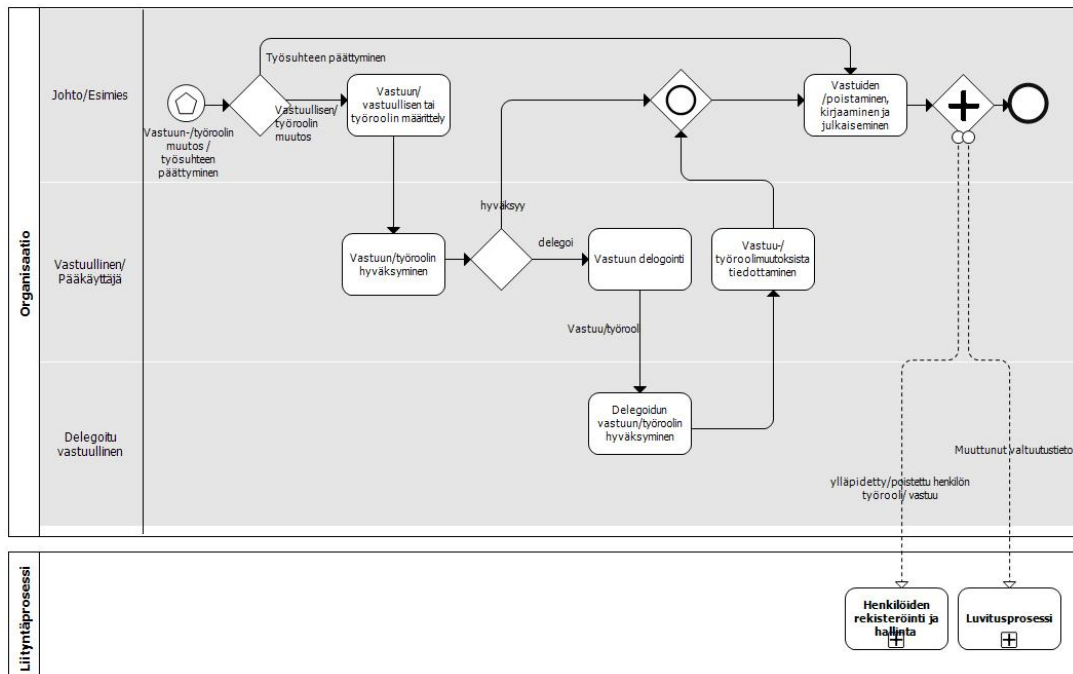 Organisaatio
Johto/Esimies
Vastuun-/työroolin
muutos /
työsuhteen
päättyminen
Työsuhteen päättyminen
Vastuullisen/
työroolin
muutos
Vastuun/
vastuullisen tai
työroolin määrittely
Vastuiden
/poistaminen,
kirjaaminen ja
julkaiseminen
Vastuullinen/
Pääkäyttäjä
Vastuun/työroolin
hyväksyminen
hyväksyy
delegoi
Vastuun delogointi
Vastuu-/
työroolimuutoksista
tiedottaminen
Vastuu/työrool
Delegoitu
vastuullinen
Delegoidun
vastuun/työroolin
hyväksyminen
Muuttunut valtuutustieto
ylläpidetty/poistettu henkilön
työrooli/ vastuu
Liityntäprosessi
Henkilöiden
rekisteröinti ja
hallinta
Luvitusprosessi